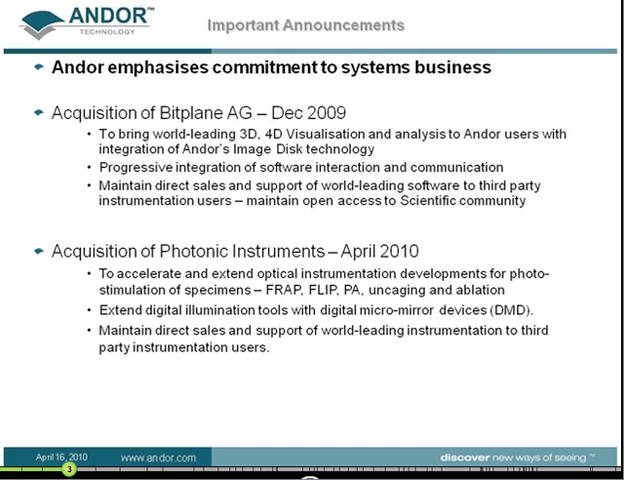 ANDOR™
TECHNOLOGY
Important Announcements
Andor emphasises commitment to systems business
Acquisition of Bitplane AG – Dec 2009
• To bring world-leading 3D, 4D Visualisation and analysis to Andor users with
integration of Andor's Image Disk technology
• Progressive integration of software interaction and communication
• Maintain direct sales and support of world-leading software to third party
instrumentation users – maintain open access to Scientific community
Acquisition of Photonic Instruments – April 2010
• To accelerate and extend optical instrumentation developments for photo-
stimulation of specimens – FRAP, FLIP, PA, uncaging and ablation
• Extend digital illumination tools with digital micro-mirror devices (DMD).
• Maintain direct sales and support of world-leading instrumentation to third
party instrumentation users.
April 16, 2010 www.andor.com discover new ways of seeing ™
3